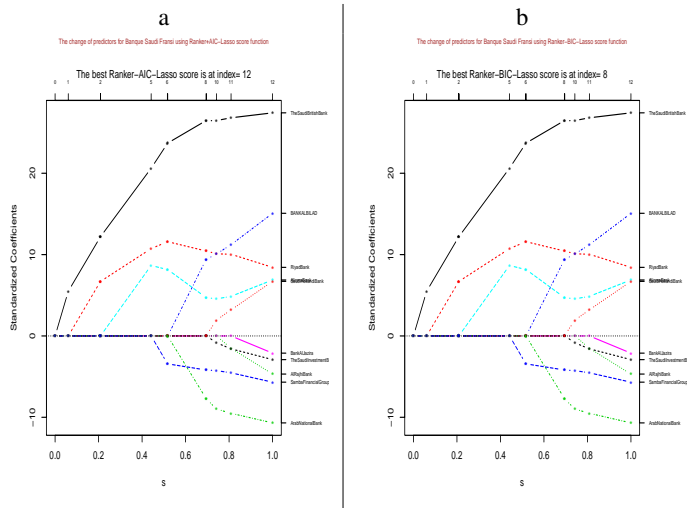 a
The change of predictors for Banque Saudi Fransi using Ranker+AIC−Lasso score function
The best Ranker−AIC−Lasso score is at index= 12
0 1 2 5 6 8 10 11 12
Standardized Coefficients
20
10
0
−10
TheSaudiBritishBank
BANKALBILAD
RiyadBank
BankAlJazira
TheSaudiInvestmentB
AlRajhiBank
SambaFinancialGroup
ArabNationalBank
0.0 0.2 0.4 0.6 0.8 1.0
s
b
The change of predictors for Banque Saudi Fransi using Ranker−BIC−Lasso score function
The best Ranker−BIC−Lasso score is at index= 8
0 1 2 5 6 8 10 11 12
Standardized Coefficients
20
10
0
−10
TheSaudiBritishBank
BANKALBILAD
RiyadBank
BankAlJazira
TheSaudiInvestmentB
AlRajhiBank
SambaFinancialGroup
ArabNationalBank
0.0 0.2 0.4 0.6 0.8 1.0
s